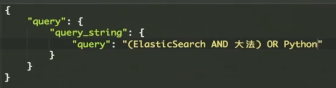 {
    "query": {
        "query_string": {
            "query": "(ElasticSearch AND 大法) OR Python"
        }
    }
}